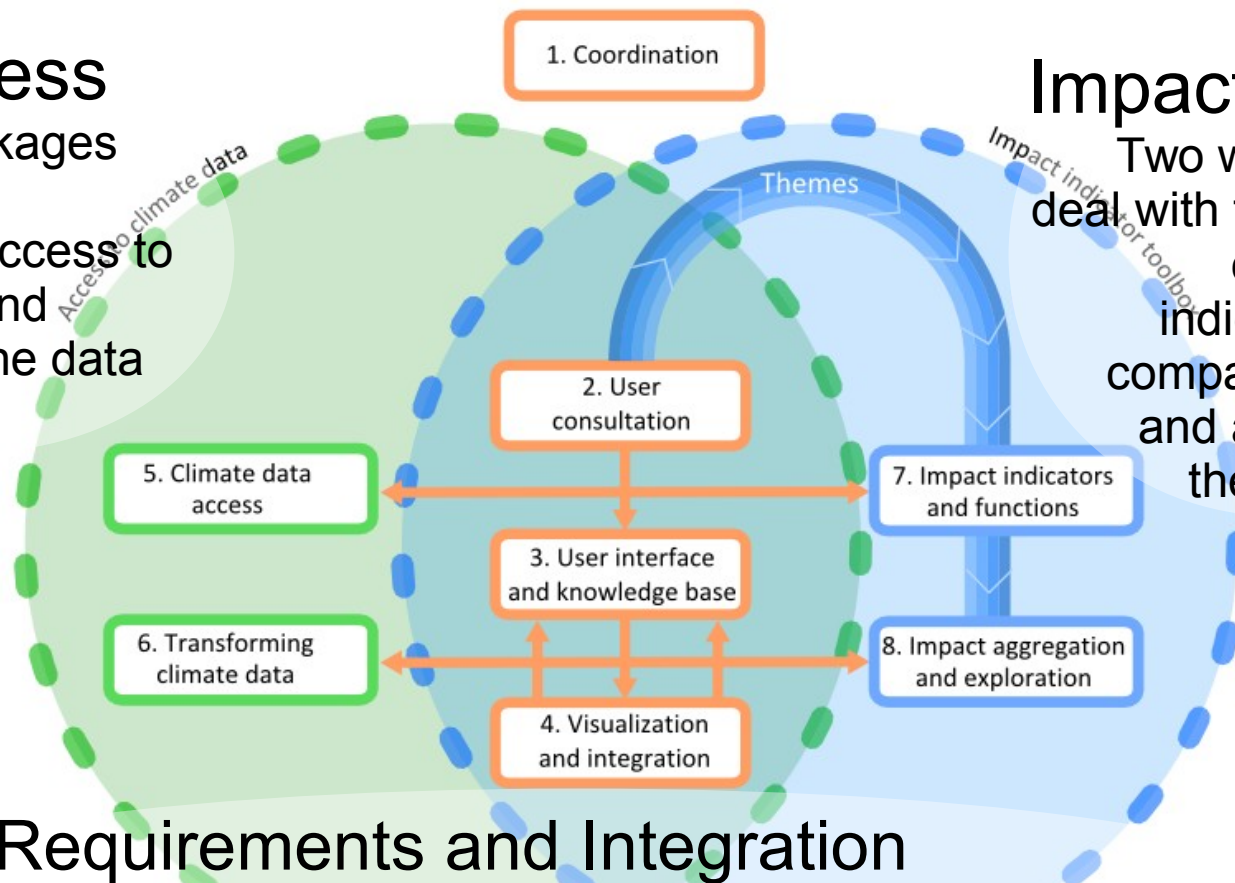 1. Coordination
ess
kages
ccess to
nd
ne data
Access to climate data
Impact
Two w
deal with
indi
compa
and a
the
Impact indicator toolbox
Themes
2. User
consultation
5. Climate data
access
7. Impact indicators
and functions
3. User interface
and knowledge base
6. Transforming
climate data
8. Impact aggregation
and exploration
4. Visualization
and integration
Requirements and Integration